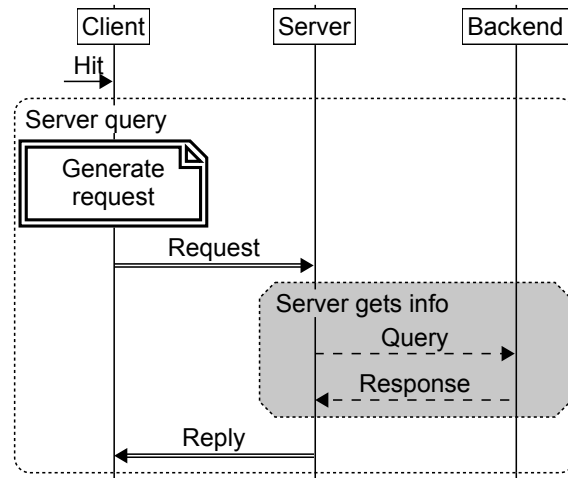 Client Server Backend
Hit
Server query
Generate
request
Request
Server gets info
Query
Response
Reply